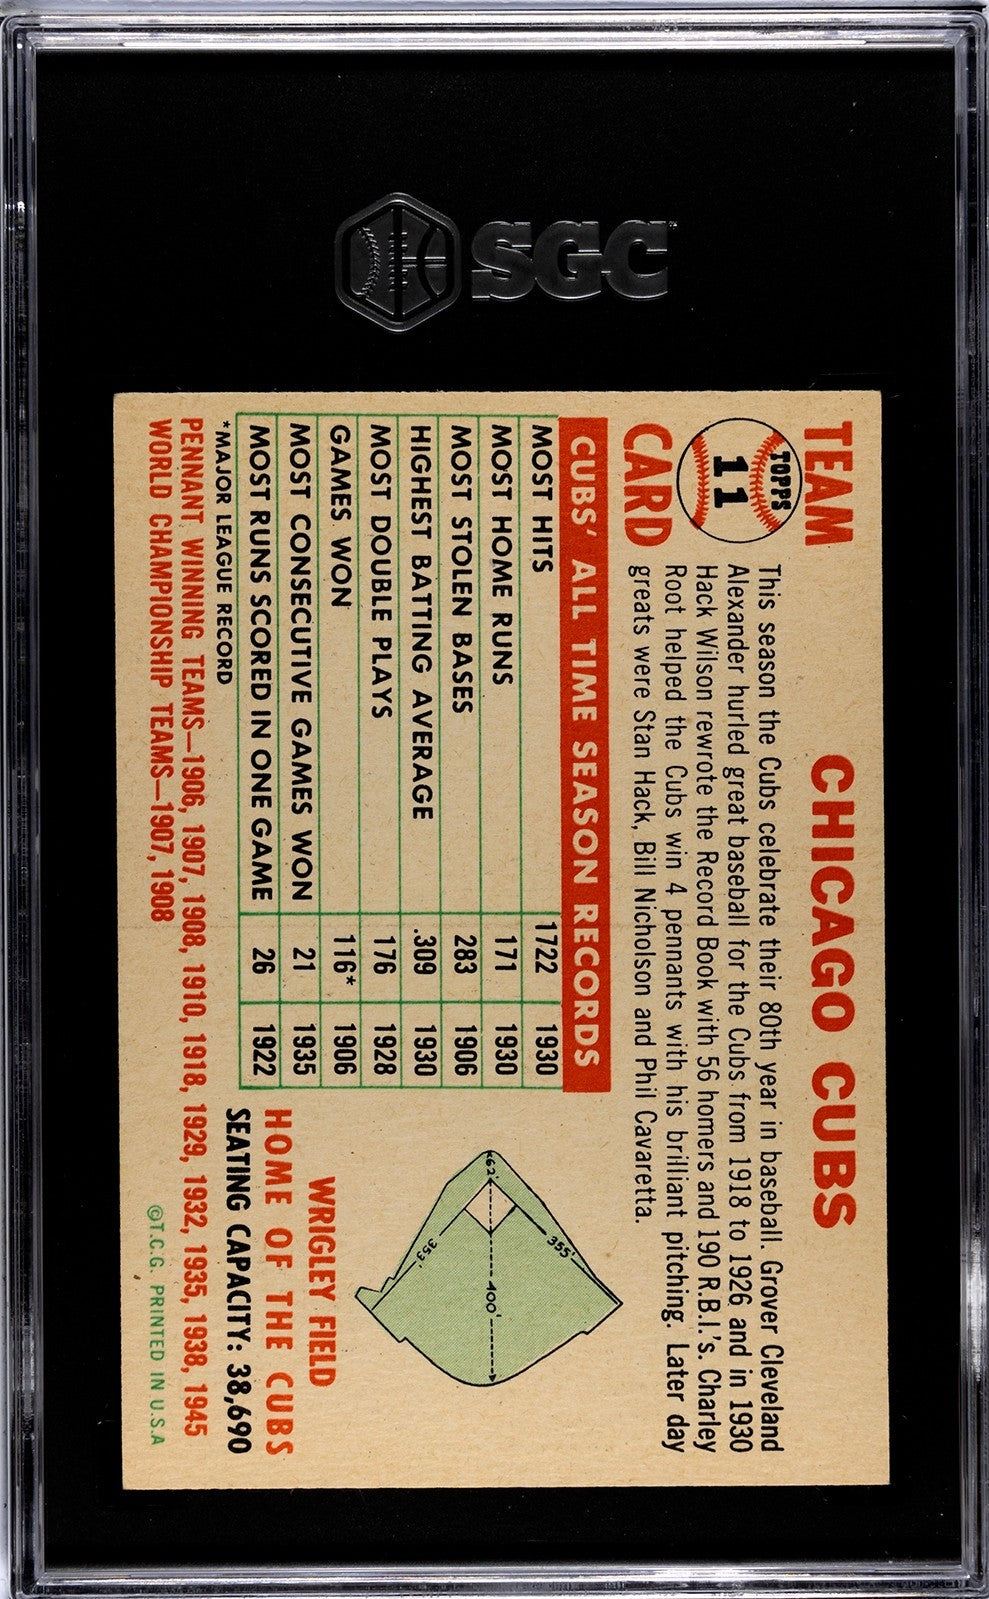 SGC
TEAM
TOPPS
11
CARD
CHICAGO CUBS
This season the Cubs celebrate their 80th year in baseball. Grover Cleveland
Alexander hurled great baseball for the Cubs from 1918 to 1926 and in 1930
Hack Wilson rewrote the Record Book with 56 homers and 190 R.B.I.'s. Charley
Root helped the Cubs win 4 pennants with his brilliant pitching. Later day
greats were Stan Hack, Bill Nicholson and Phil Cavaretta.
CUBS' ALL TIME SEASON RECORDS
MOST HITS 1722 1930
MOST HOME RUNS 171 1930
MOST STOLEN BASES 283 1906
HIGHEST BATTING AVERAGE .309 1930
MOST DOUBLE PLAYS 176 1928
GAMES WON 116* 1906
MOST CONSECUTIVE GAMES WON 21 1935
MOST RUNS SCORED IN ONE GAME 26 1922
*MAJOR LEAGUE RECORD
62'
355'
400'
353'
WRIGLEY FIELD
HOME OF THE CUBS
SEATING CAPACITY: 38,690
PENNANT WINNING TEAMS—1906, 1907, 1908, 1910, 1918, 1929, 1932, 1935, 1938, 1945
WORLD CHAMPIONSHIP TEAMS—1907, 1908
©T.C.G. PRINTED IN U.S.A